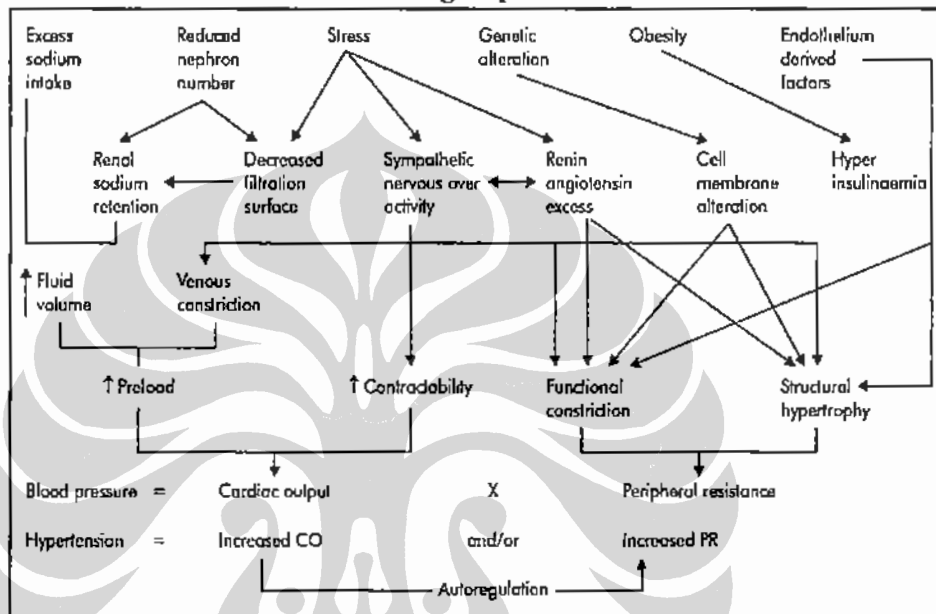 Excess sodium intake
Reduced nephron number
Stress
Genetic alteration
Obesity
Endothelium derived factors
Renal sodium retention
Decreased filtration surface
Sympathetic nervous over activity
Renin angiotensin excess
Cell membrane alteration
Hyper insulinaemia
↑ Fluid volume
Venous constriction
↑ Preload
↑ Contradability
Functional constriction
Structural hypertrophy
Blood pressure = Cardiac output X Peripheral resistance
Hypertension = Increased CO and/or Increased PR
Autoregulation